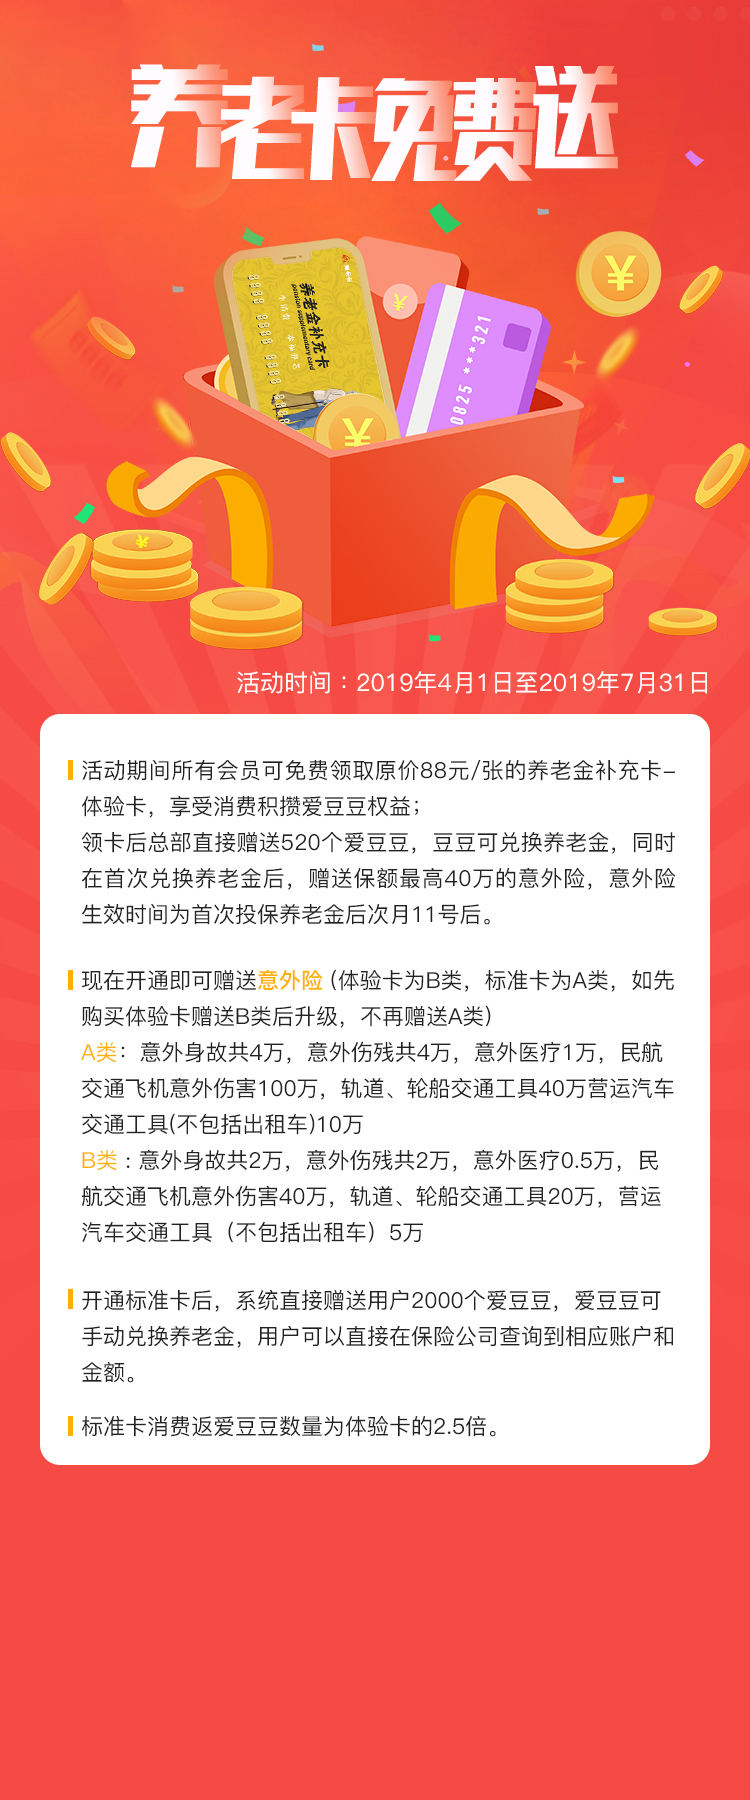 养老卡免费送
养老金补充卡
pension supplementary card
8888 8888 8888 8888
¥
¥
¥
¥
0825 ***321
活动时间：2019年4月1日至2019年7月31日
活动期间所有会员可免费领取原价88元/张的养老金补充卡-
体验卡，享受消费积攒爱豆豆权益；
领卡后总部直接赠送520个爱豆豆，豆豆可兑换养老金，同时
在首次兑换养老金后，赠送保额最高40万的意外险，意外险
生效时间为首次投保养老金后次月11号后。
现在开通即可赠送意外险 (体验卡为B类，标准卡为A类，如先
购买体验卡赠送B类后升级，不再赠送A类)
A类：意外身故共4万，意外伤残共4万，意外医疗1万，民航
交通飞机意外伤害100万，轨道、轮船交通工具40万营运汽车
交通工具(不包括出租车)10万
B类：意外身故共2万，意外伤残共2万，意外医疗0.5万，民
航交通飞机意外伤害40万，轨道、轮船交通工具20万，营运
汽车交通工具（不包括出租车）5万
开通标准卡后，系统直接赠送用户2000个爱豆豆，爱豆豆可
手动兑换养老金，用户可以直接在保险公司查询到相应账户和
金额。
标准卡消费返爱豆豆数量为体验卡的2.5倍。